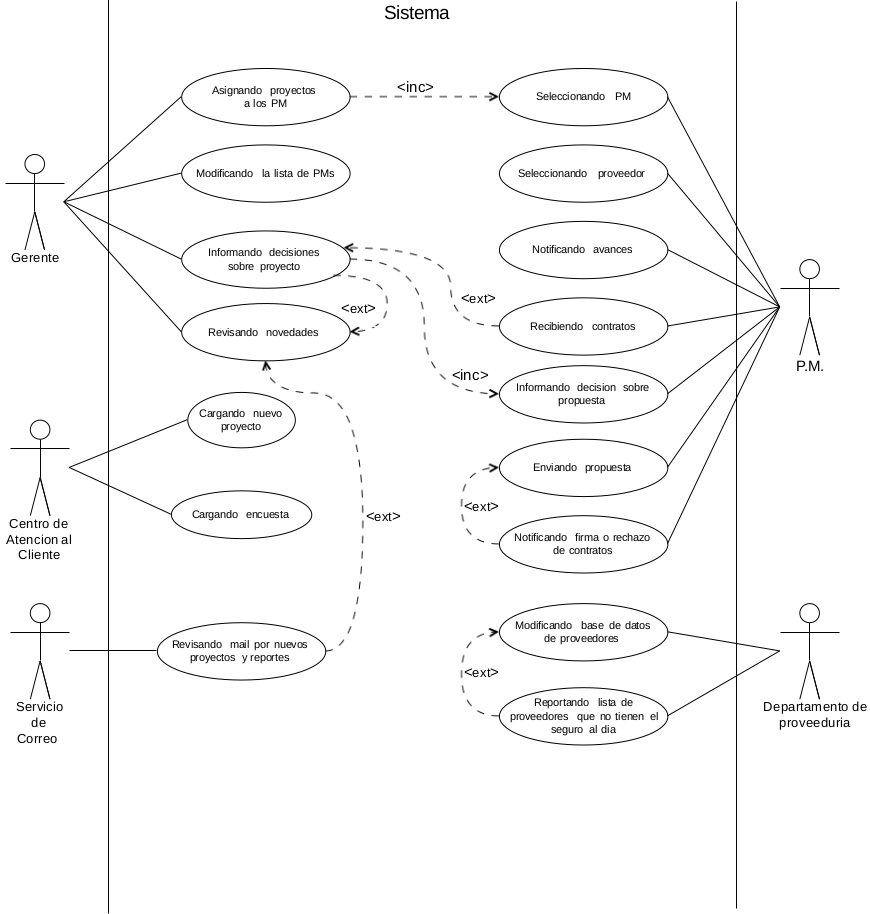 Sistema
Asignando proyectos
a los PM
<inc>
Seleccionando PM
Modificando la lista de PMs
Seleccionando proveedor
Gerente
Informando decisiones
sobre proyecto
Notificando avances
<ext>
<ext>
Revisando novedades
Recibiendo contratos
P.M.
<inc>
Informando decision sobre
propuesta
Cargando nuevo
proyecto
Enviando propuesta
Centro de
Atencion al
Cliente
Cargando encuesta
<ext>
<ext>
Notificando firma o rechazo
de contratos
Servicio
de
Correo
Revisando mail por nuevos
proyectos y reportes
Modificando base de datos
de proveedores
<ext>
Reportando lista de
proveedores que no tienen el
seguro al dia
Departamento de
proveeduria